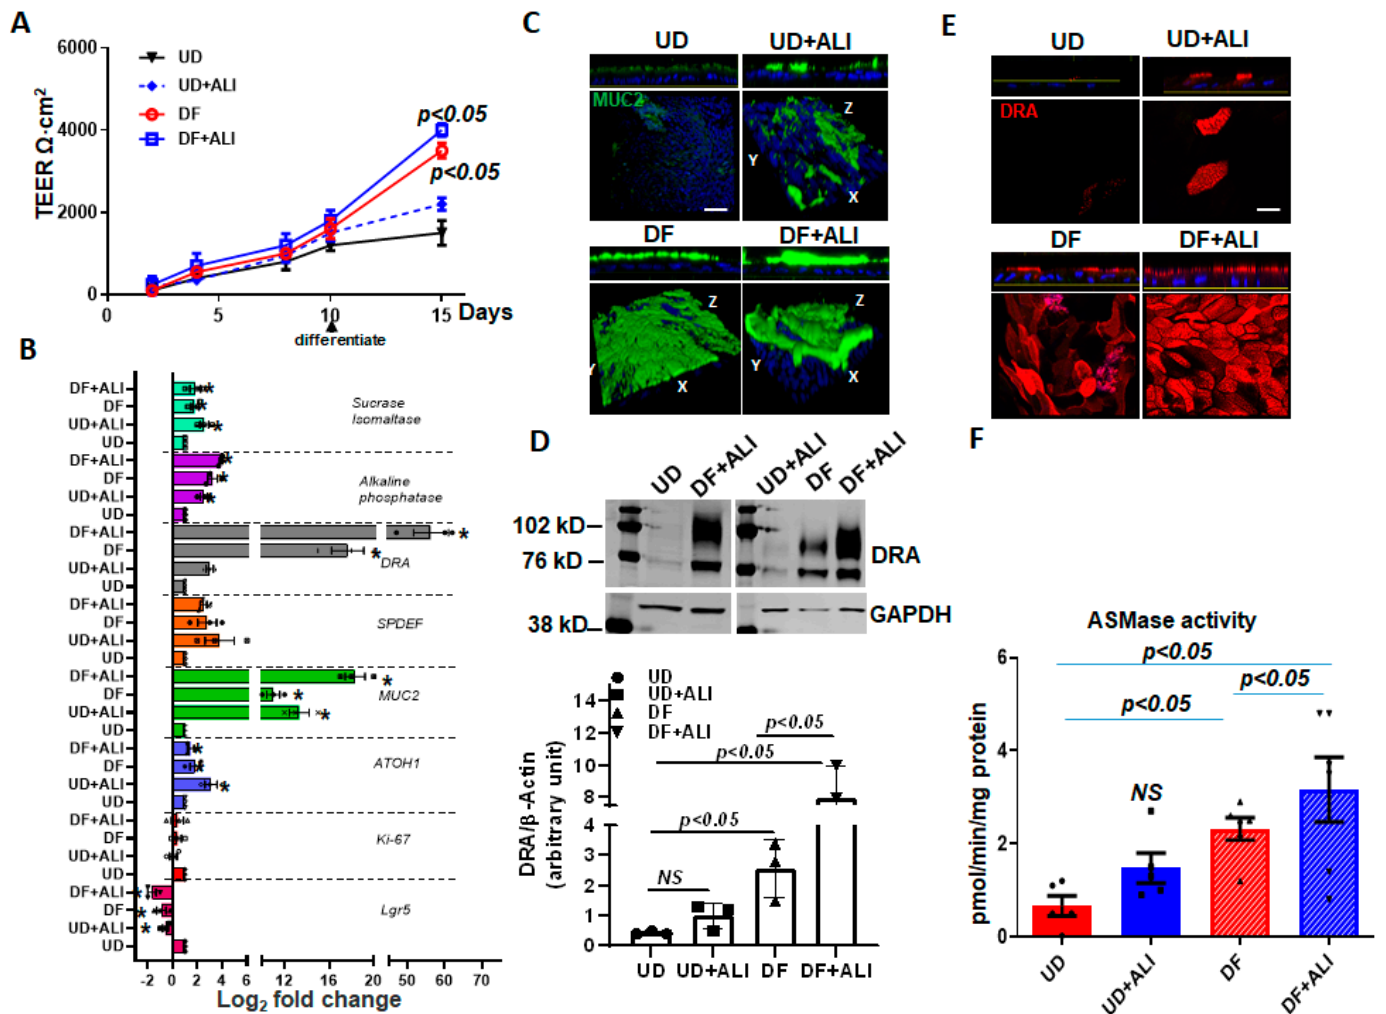 A
6000
4000
2000
0
TEER Ω·cm²
UD
UD+ALI
DF
DF+ALI
p<0.05
p<0.05
0
5
10
15
Days
differentiate
B
DF+ALI
DF
UD+ALI
UD
Sucrase
Isomaltase
DF+ALI
DF
UD+ALI
UD
Alkaline
phosphatase
DF+ALI
DF
UD+ALI
UD
DRA
DF+ALI
DF
UD+ALI
UD
SPDEF
DF+ALI
DF
UD+ALI
UD
MUC2
DF+ALI
DF
UD+ALI
UD
ATOH1
DF+ALI
DF
UD+ALI
UD
Ki-67
DF+ALI
DF
UD+ALI
UD
Lgr5
-2 0 2 4 6 12 16 20 50 60 70
Log₂ fold change
C
UD
UD+ALI
MUC2
Z
Y
X
DF
DF+ALI
Z
Y
X
Z
Y
X
D
UD
DF+ALI
UD+ALI
DF
DF+ALI
102 kD
76 kD
38 kD
DRA
GAPDH
UD
UD+ALI
DF
DF+ALI
14
12
10
8
4
3
2
1
0
DRA/β-Actin
(arbitrary unit)
NS
p<0.05
p<0.05
p<0.05
UD
UD+ALI
DF
DF+ALI
E
UD
UD+ALI
DRA
DF
DF+ALI
F
ASMase activity
p<0.05
p<0.05
p<0.05
NS
6
4
2
0
pmol/min/mg protein
UD
UD+ALI
DF
DF+ALI